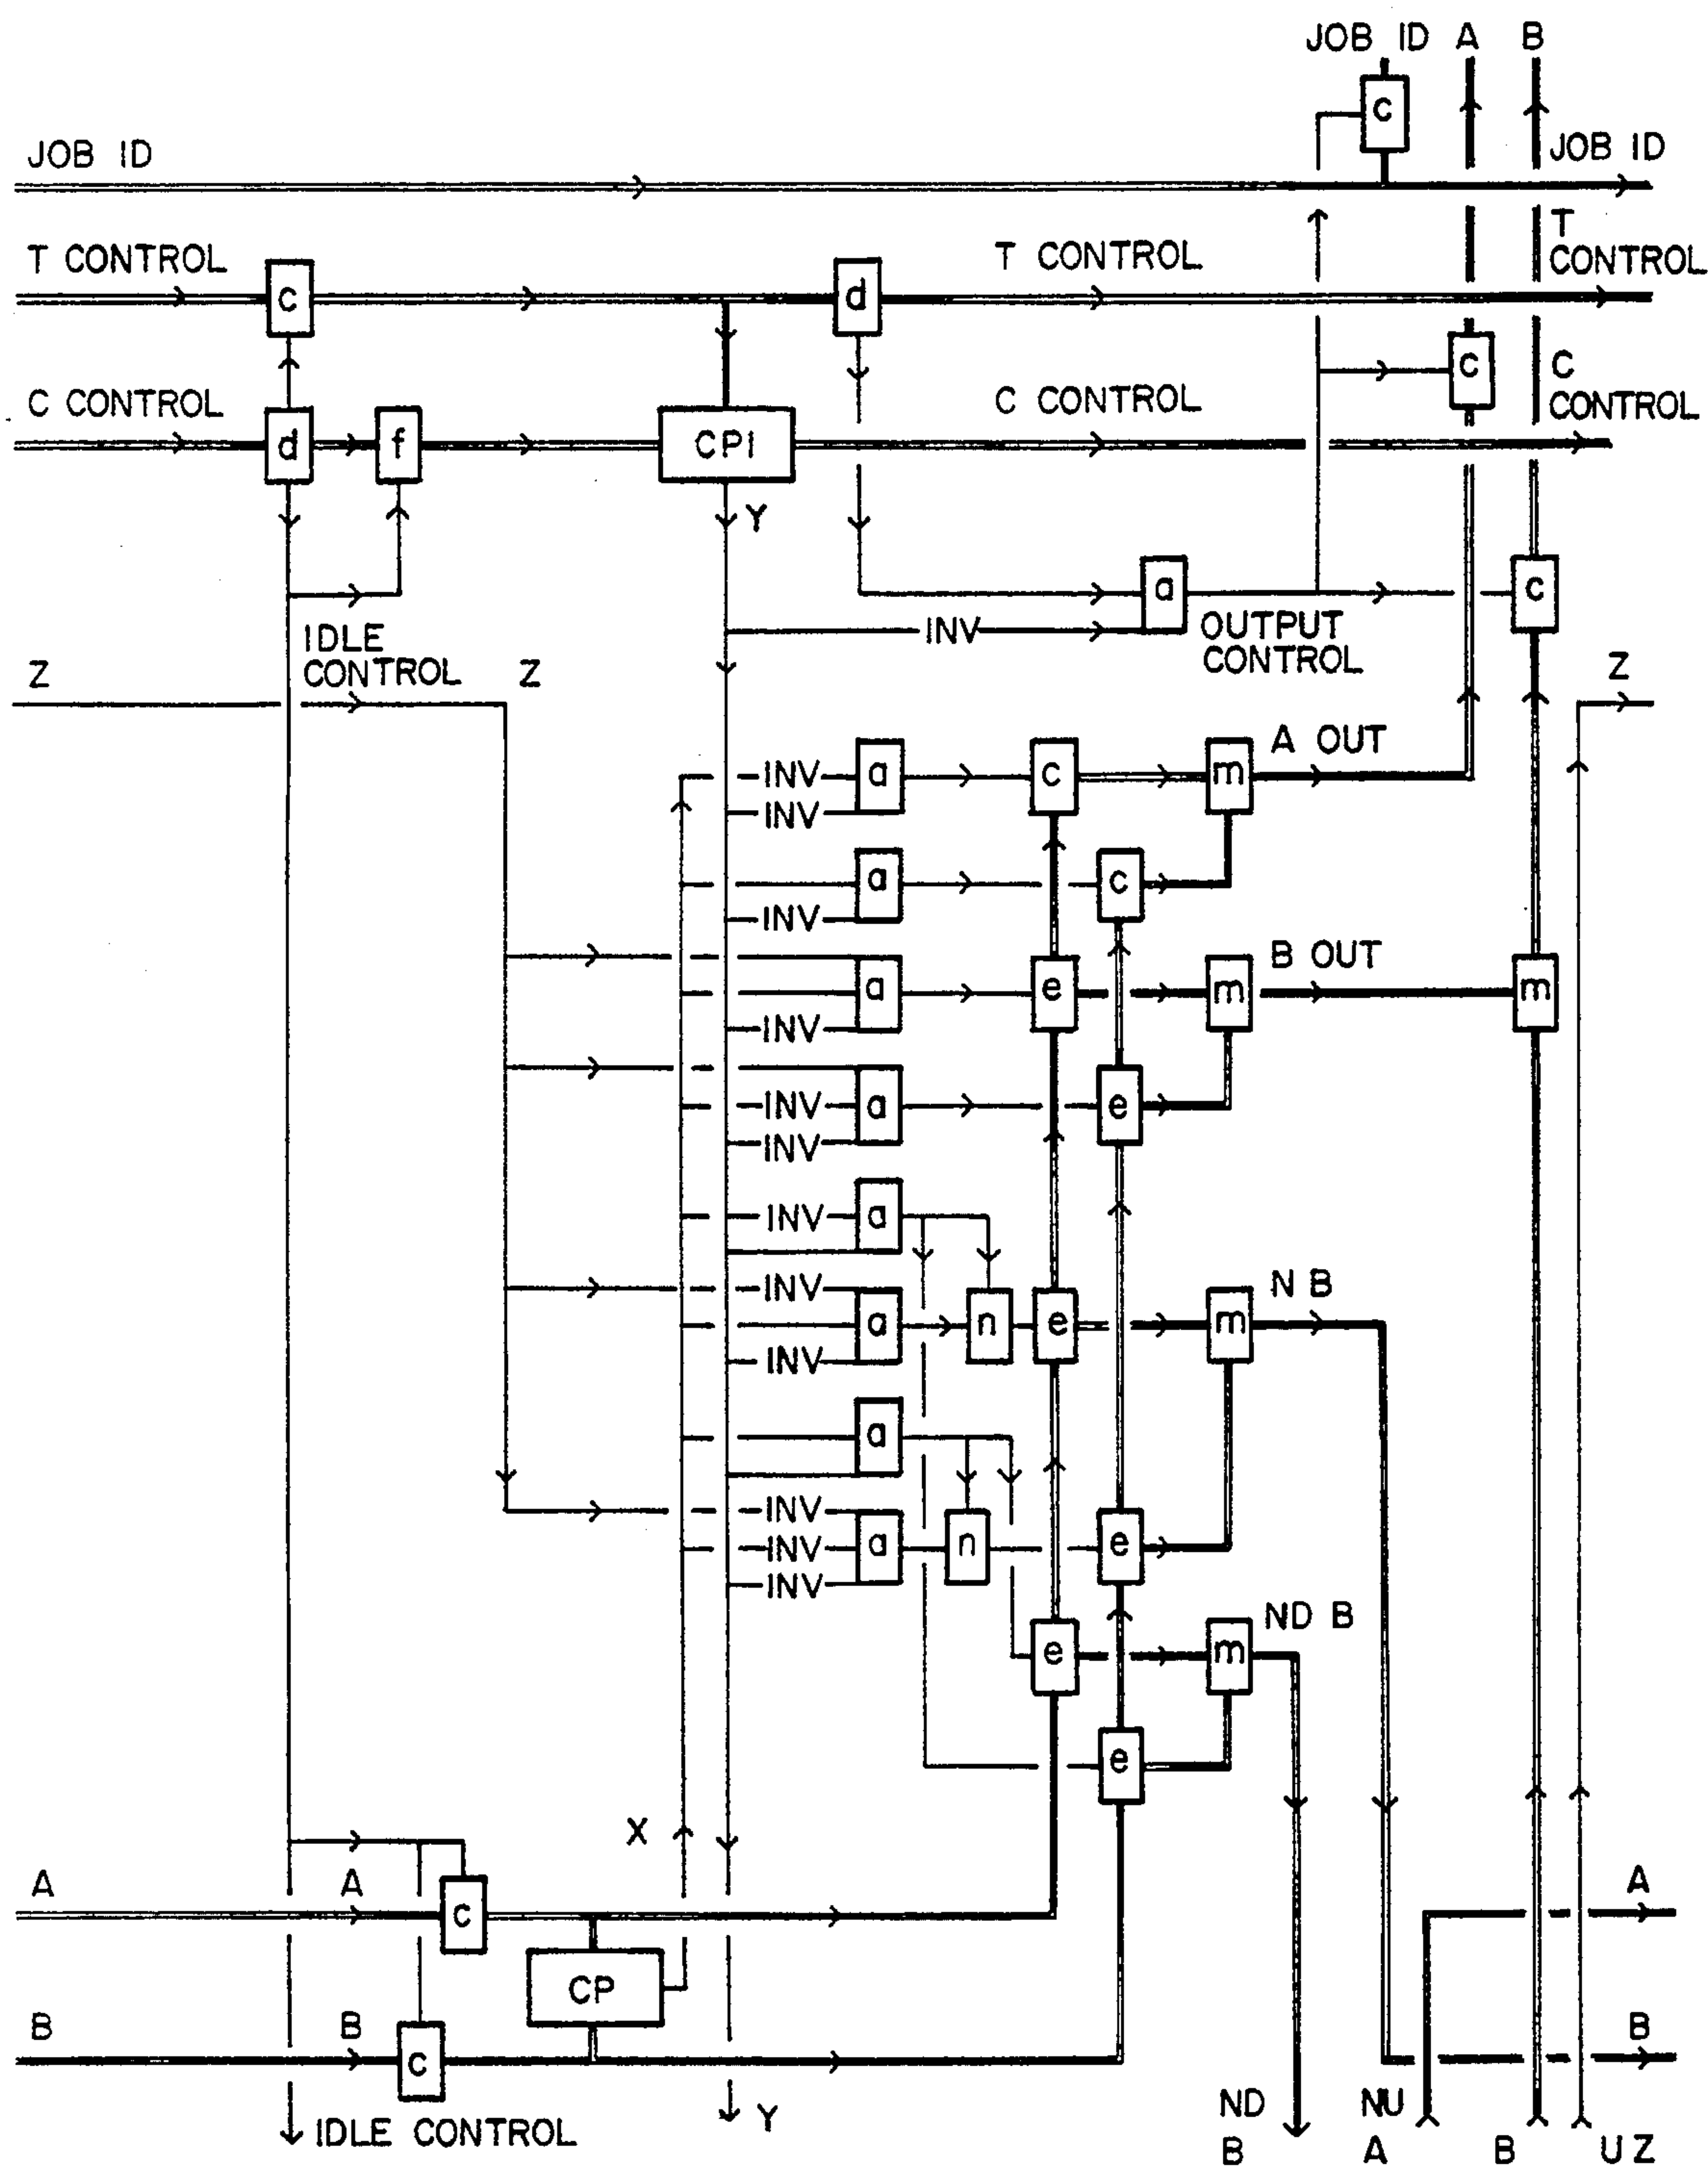 JOB ID A B
c
JOB ID
JOB ID
T CONTROL
T CONTROL
T
CONTROL
c
d
c
C CONTROL
C CONTROL
C
CONTROL
d
f
CPI
Y
a
c
INV
OUTPUT
CONTROL
IDLE
CONTROL
Z
Z
Z
A OUT
INV
a
c
m
INV
a
c
INV
B OUT
a
e
m
m
INV
INV
a
e
INV
INV
a
N B
INV
a
n
e
m
INV
a
INV
INV
a
n
e
INV
ND B
e
m
e
X
A
A
c
A
CP
B
B
c
B
Y
ND
B
NU
A
B
U Z
IDLE CONTROL